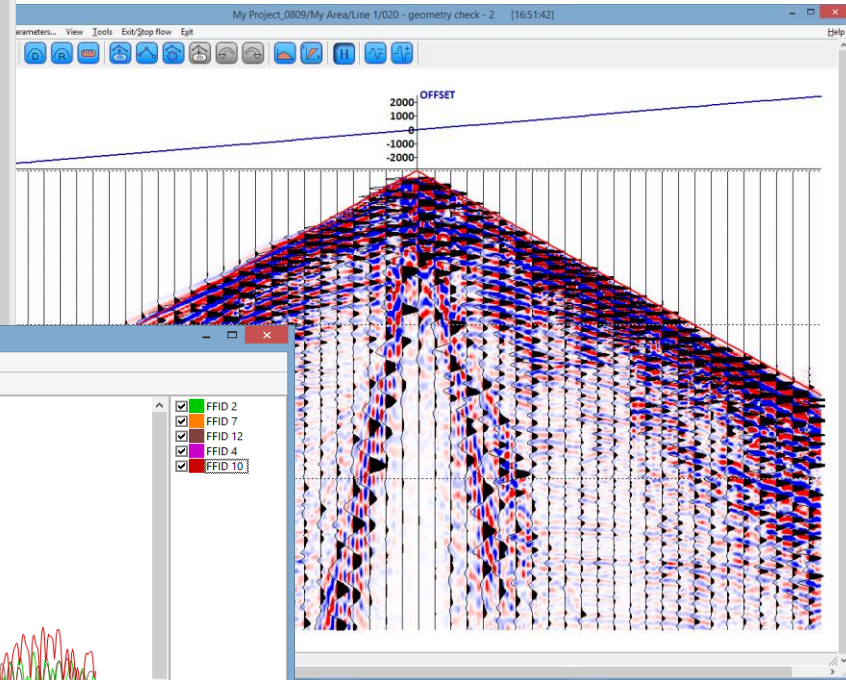 My Project_0809/My Area/Line 1/020 - geometry check - 2 [16:51:42]
arameters... View Tools Exit/Stop flow Exit
Help
D R H
OFFSET
2000
1000
0
-1000
-2000
FFID 2
FFID 7
FFID 12
FFID 4
FFID 10